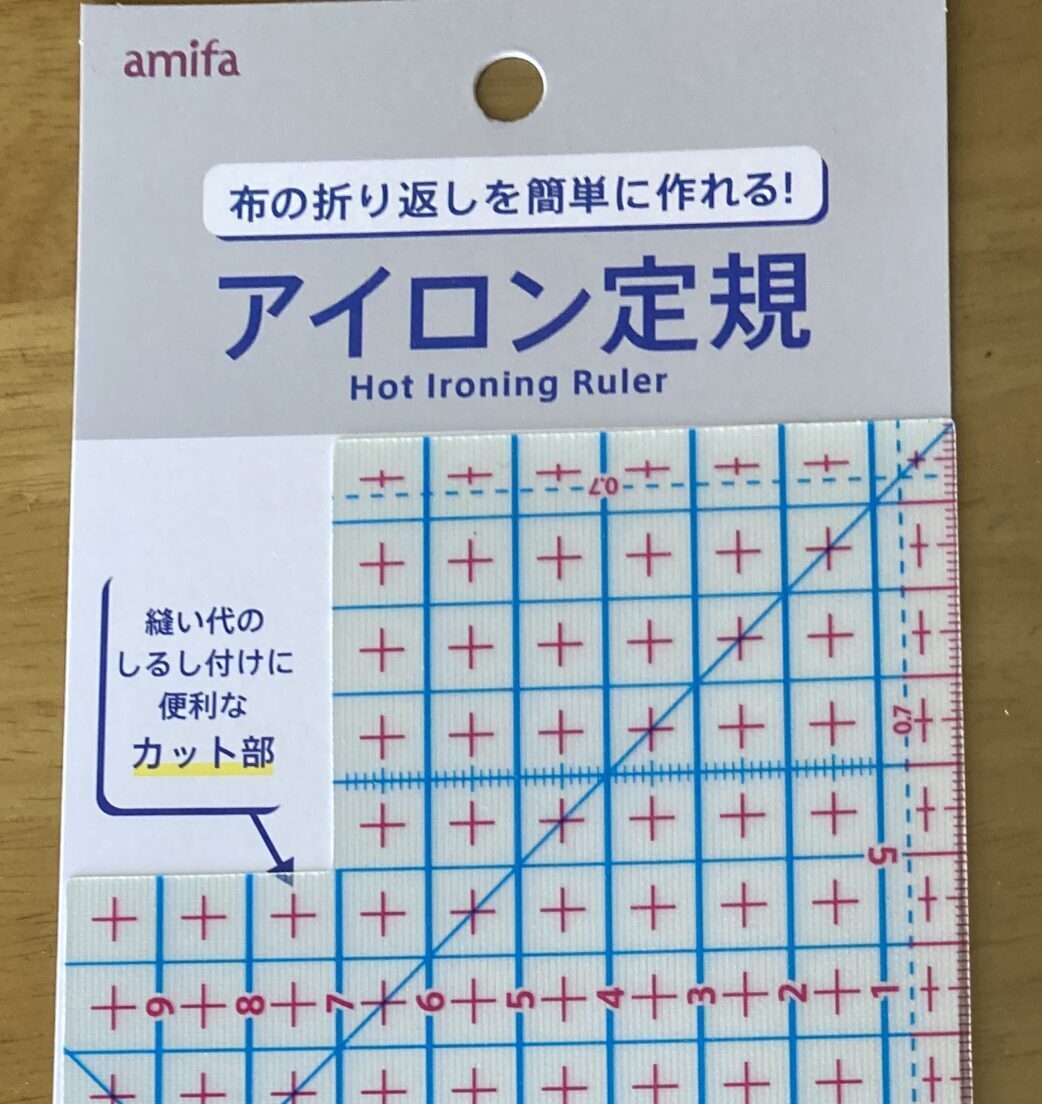 amifa
布の折り返しを簡単に作れる!
アイロン定規
Hot Ironing Ruler
0.7
縫い代の
しるし付けに
便利な
カット部
0.7
5
9 8 7 6 5 4 3 2 1